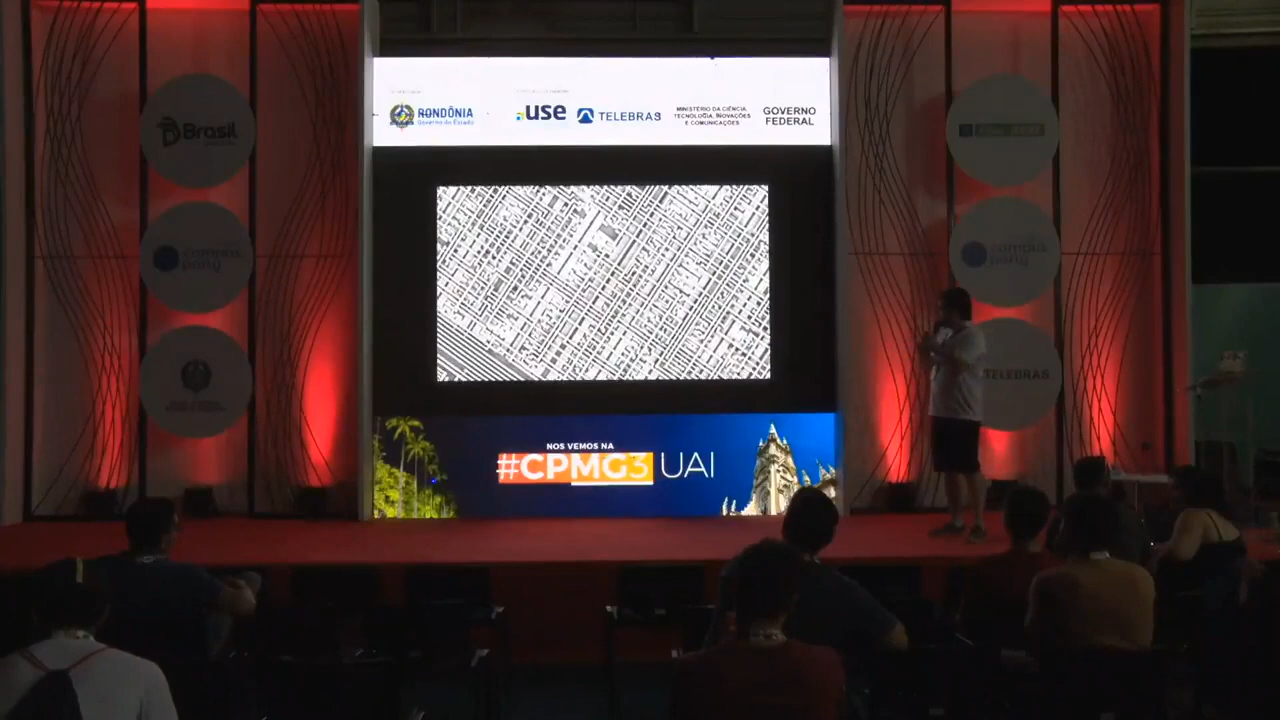 RONDÔNIA
Governo do Estado
use
TELEBRAS
MINISTÉRIO DA CIÊNCIA,
TECNOLOGIA, INOVAÇÕES
E COMUNICAÇÕES
GOVERNO
FEDERAL
Brasil
campus
party
campus
party
TELEBRAS
NOS VEMOS NA
#CPMG3 UAI